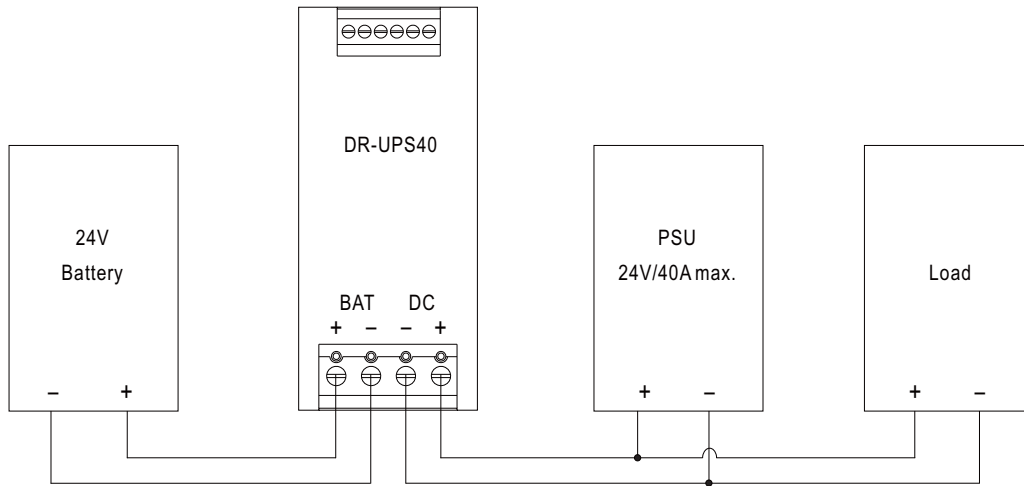 DR-UPS40
24V
Battery
PSU
24V/40A max.
Load
BAT DC
+ – – +
– +
+ –
+ –